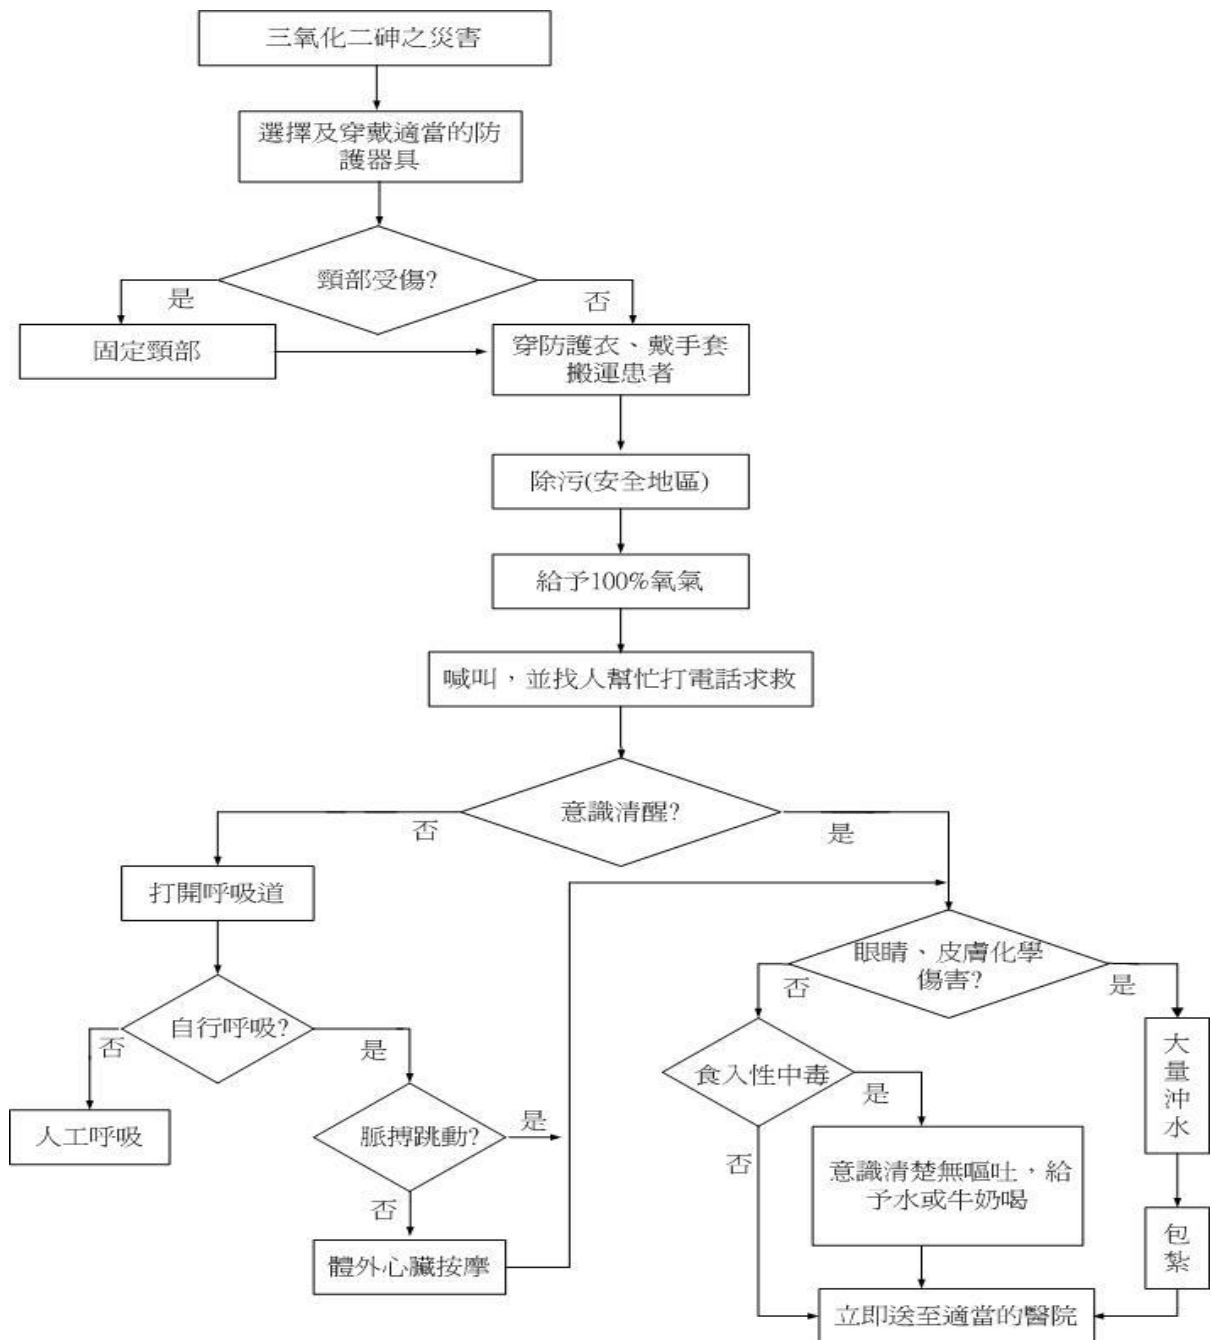 三氧化二砷之災害
選擇及穿戴適當的防
護器具
頸部受傷?
是
否
固定頸部
穿防護衣、戴手套
搬運患者
除污(安全地區)
給予100%氧氣
喊叫，並找人幫忙打電話求救
意識清醒?
否
是
打開呼吸道
眼睛、皮膚化學
傷害?
否
是
自行呼吸?
否
是
大
量
沖
水
食入性中毒
是
否
人工呼吸
脈搏跳動?
是
否
意識清楚無嘔吐，給
予水或牛奶喝
包
紮
體外心臟按摩
立即送至適當的醫院